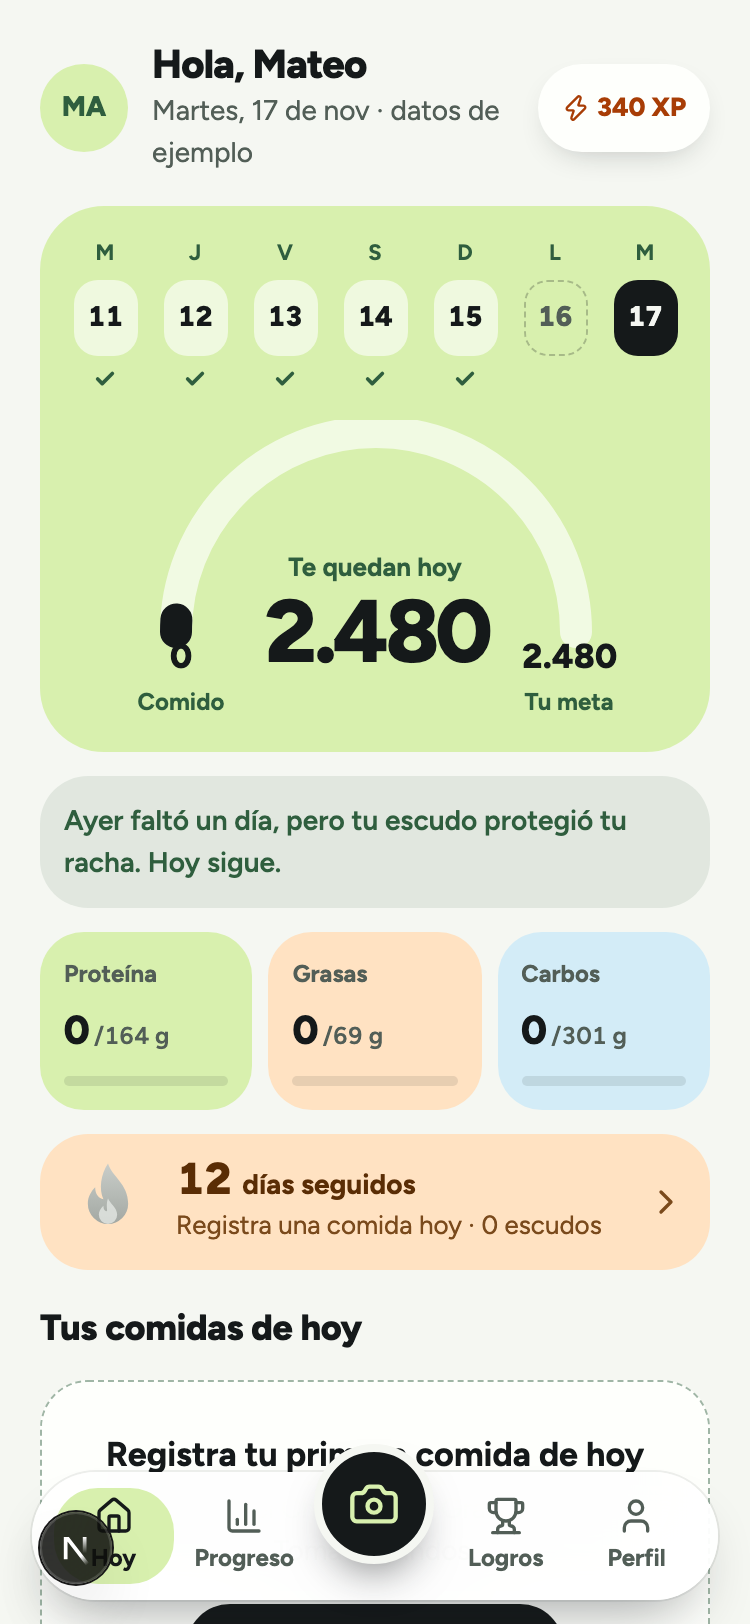 MA
Hola, Mateo
Martes, 17 de nov · datos de
ejemplo
340 XP
M J V S D L M
11 12 13 14 15 16 17
Te quedan hoy
2.480
0
2.480
Comido
Tu meta
Ayer faltó un día, pero tu escudo protegió tu
racha. Hoy sigue.
Proteína
0/164 g
Grasas
0/69 g
Carbos
0/301 g
12 días seguidos
Registra una comida hoy · 0 escudos
Tus comidas de hoy
Registra tu primera comida de hoy
N
Hoy
Progreso
Logros
Perfil